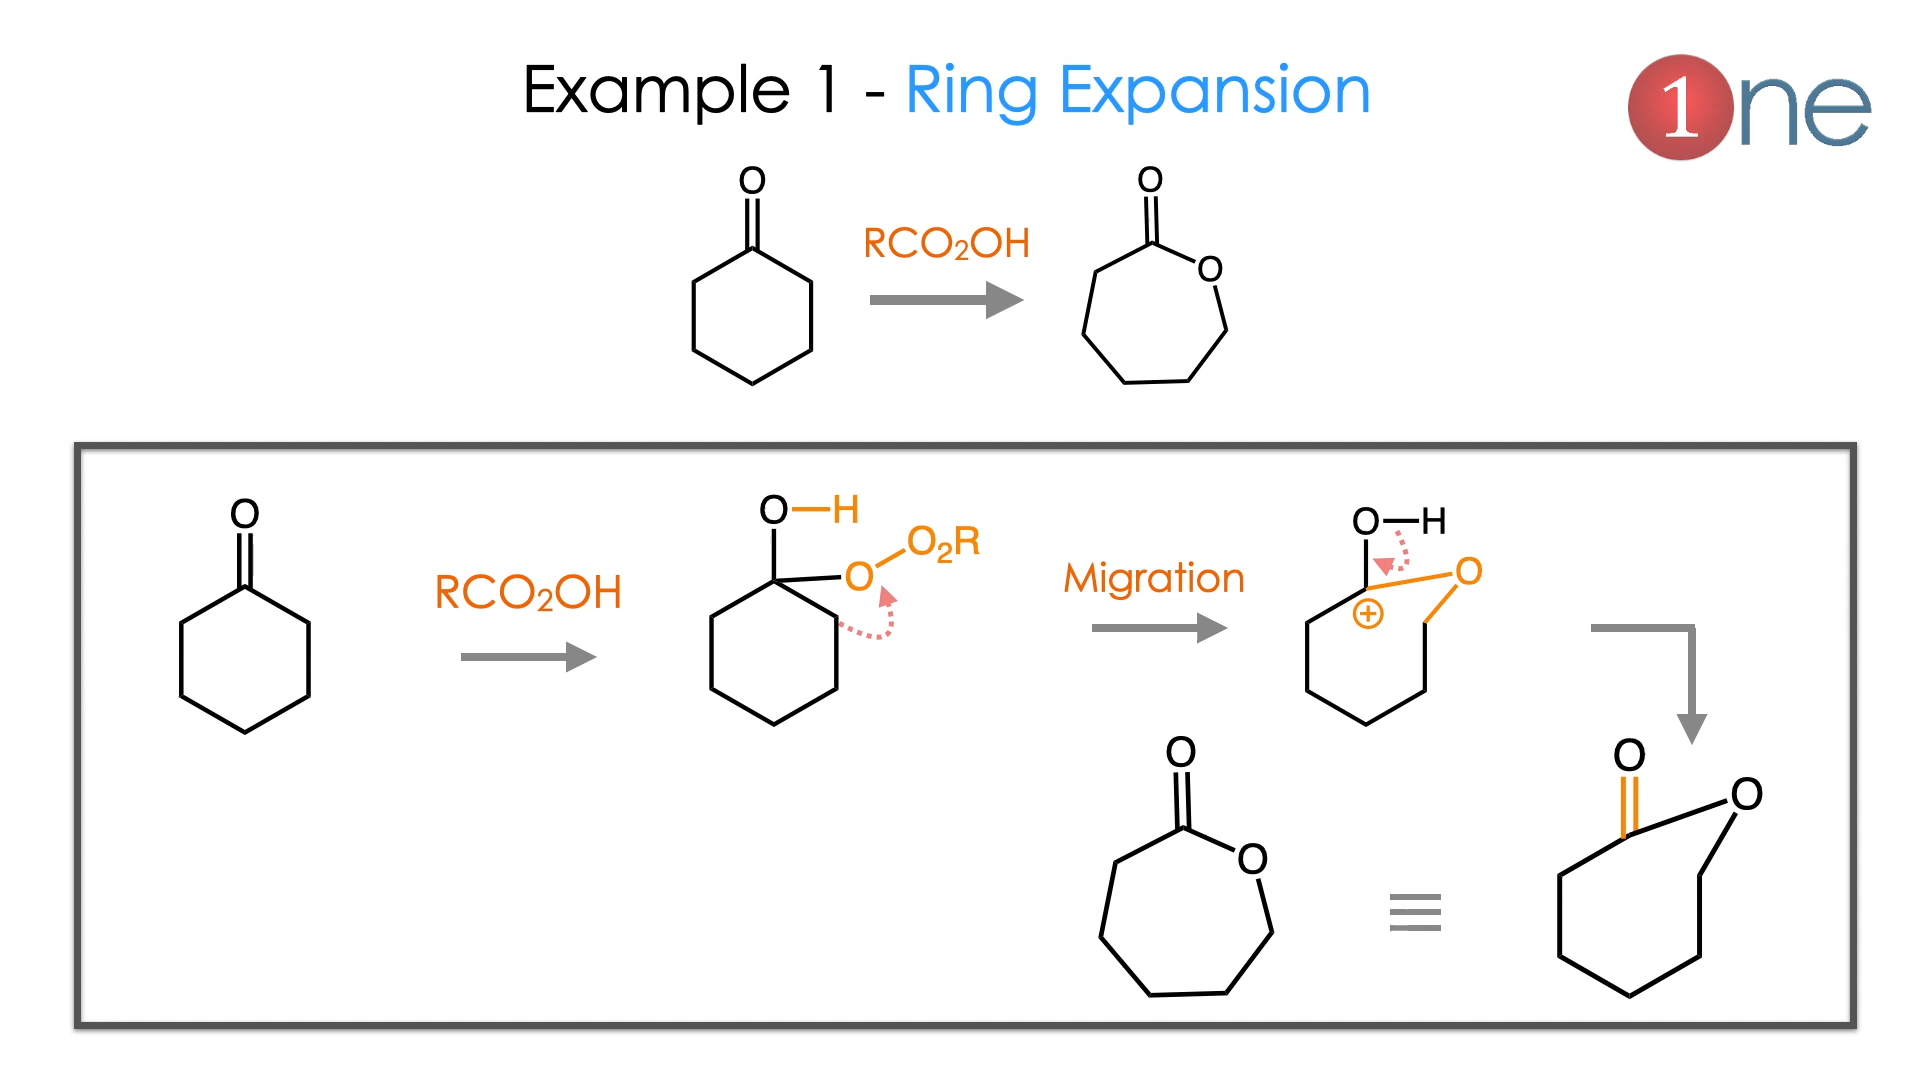 Example 1 - Ring Expansion
1ne
O
RCO₂OH
O
O
O
RCO₂OH
O—H
O
O₂R
Migration
O—H
O
⊕
O
O
O
O